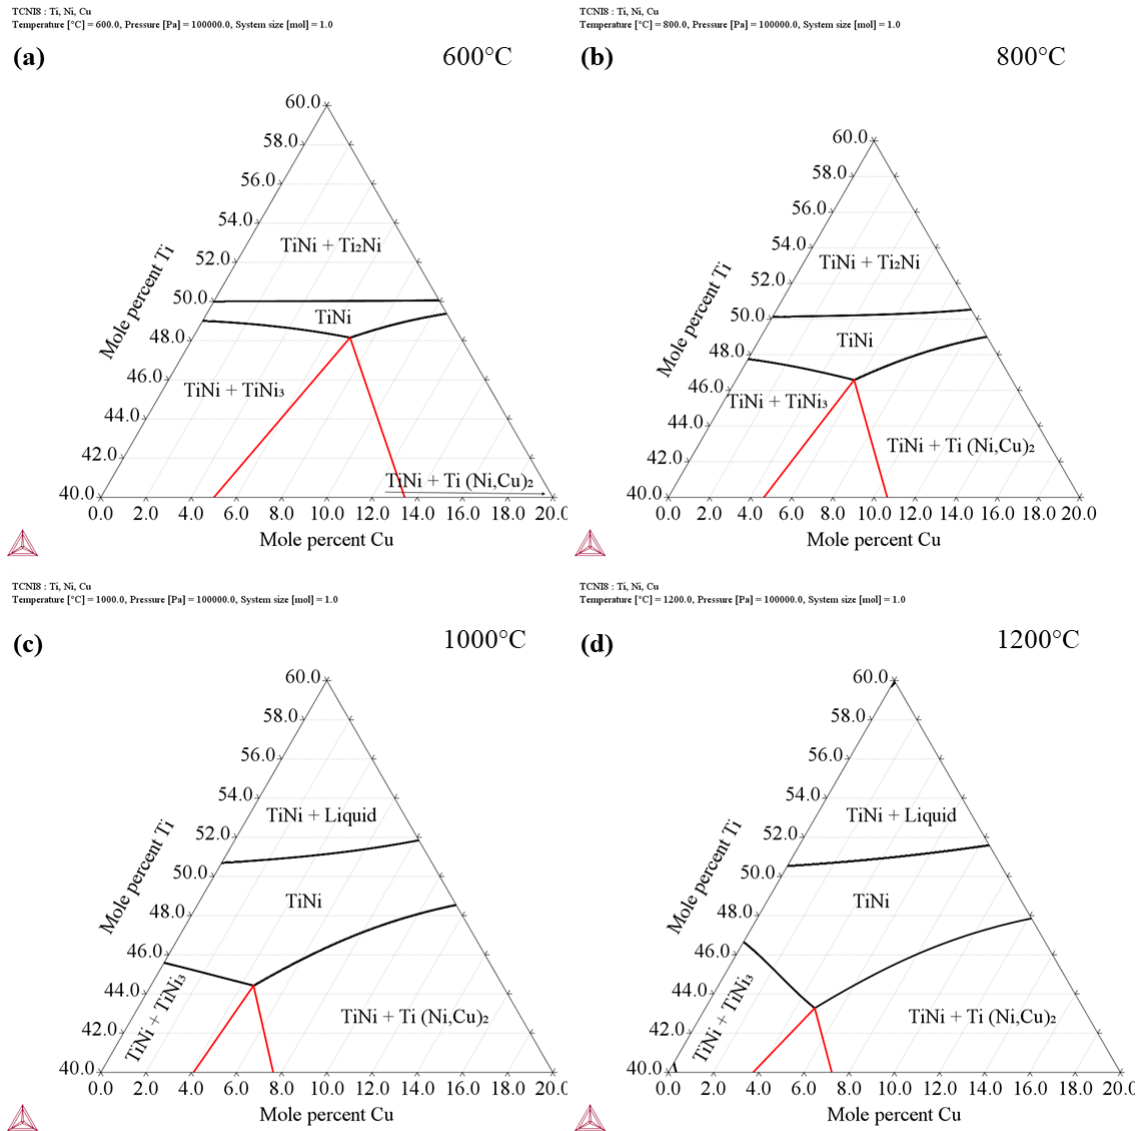 TCNI8 : Ti, Ni, Cu
Temperature [°C] = 600.0, Pressure [Pa] = 100000.0, System size [mol] = 1.0
(a)
600°C
60.0
58.0
56.0
54.0
52.0
50.0
48.0
46.0
44.0
42.0
40.0
Mole percent Ti
TiNi + Ti₂Ni
TiNi
TiNi + TiNi₃
TiNi + Ti (Ni,Cu)₂
0.0 2.0 4.0 6.0 8.0 10.0 12.0 14.0 16.0 18.0 20.0
Mole percent Cu
TCNI8 : Ti, Ni, Cu
Temperature [°C] = 800.0, Pressure [Pa] = 100000.0, System size [mol] = 1.0
(b)
800°C
60.0
58.0
56.0
54.0
52.0
50.0
48.0
46.0
44.0
42.0
40.0
Mole percent Ti
TiNi + Ti₂Ni
TiNi
TiNi + TiNi₃
TiNi + Ti (Ni,Cu)₂
0.0 2.0 4.0 6.0 8.0 10.0 12.0 14.0 16.0 18.0 20.0
Mole percent Cu
TCNI8 : Ti, Ni, Cu
Temperature [°C] = 1000.0, Pressure [Pa] = 100000.0, System size [mol] = 1.0
(c)
1000°C
60.0
58.0
56.0
54.0
52.0
50.0
48.0
46.0
44.0
42.0
40.0
Mole percent Ti
TiNi + Liquid
TiNi
TiNi + TiNi₃
TiNi + Ti (Ni,Cu)₂
0.0 2.0 4.0 6.0 8.0 10.0 12.0 14.0 16.0 18.0 20.0
Mole percent Cu
TCNI8 : Ti, Ni, Cu
Temperature [°C] = 1200.0, Pressure [Pa] = 100000.0, System size [mol] = 1.0
(d)
1200°C
60.0
58.0
56.0
54.0
52.0
50.0
48.0
46.0
44.0
42.0
40.0
Mole percent Ti
TiNi + Liquid
TiNi
TiNi + TiNi₃
TiNi + Ti (Ni,Cu)₂
0.0 2.0 4.0 6.0 8.0 10.0 12.0 14.0 16.0 18.0 20.0
Mole percent Cu